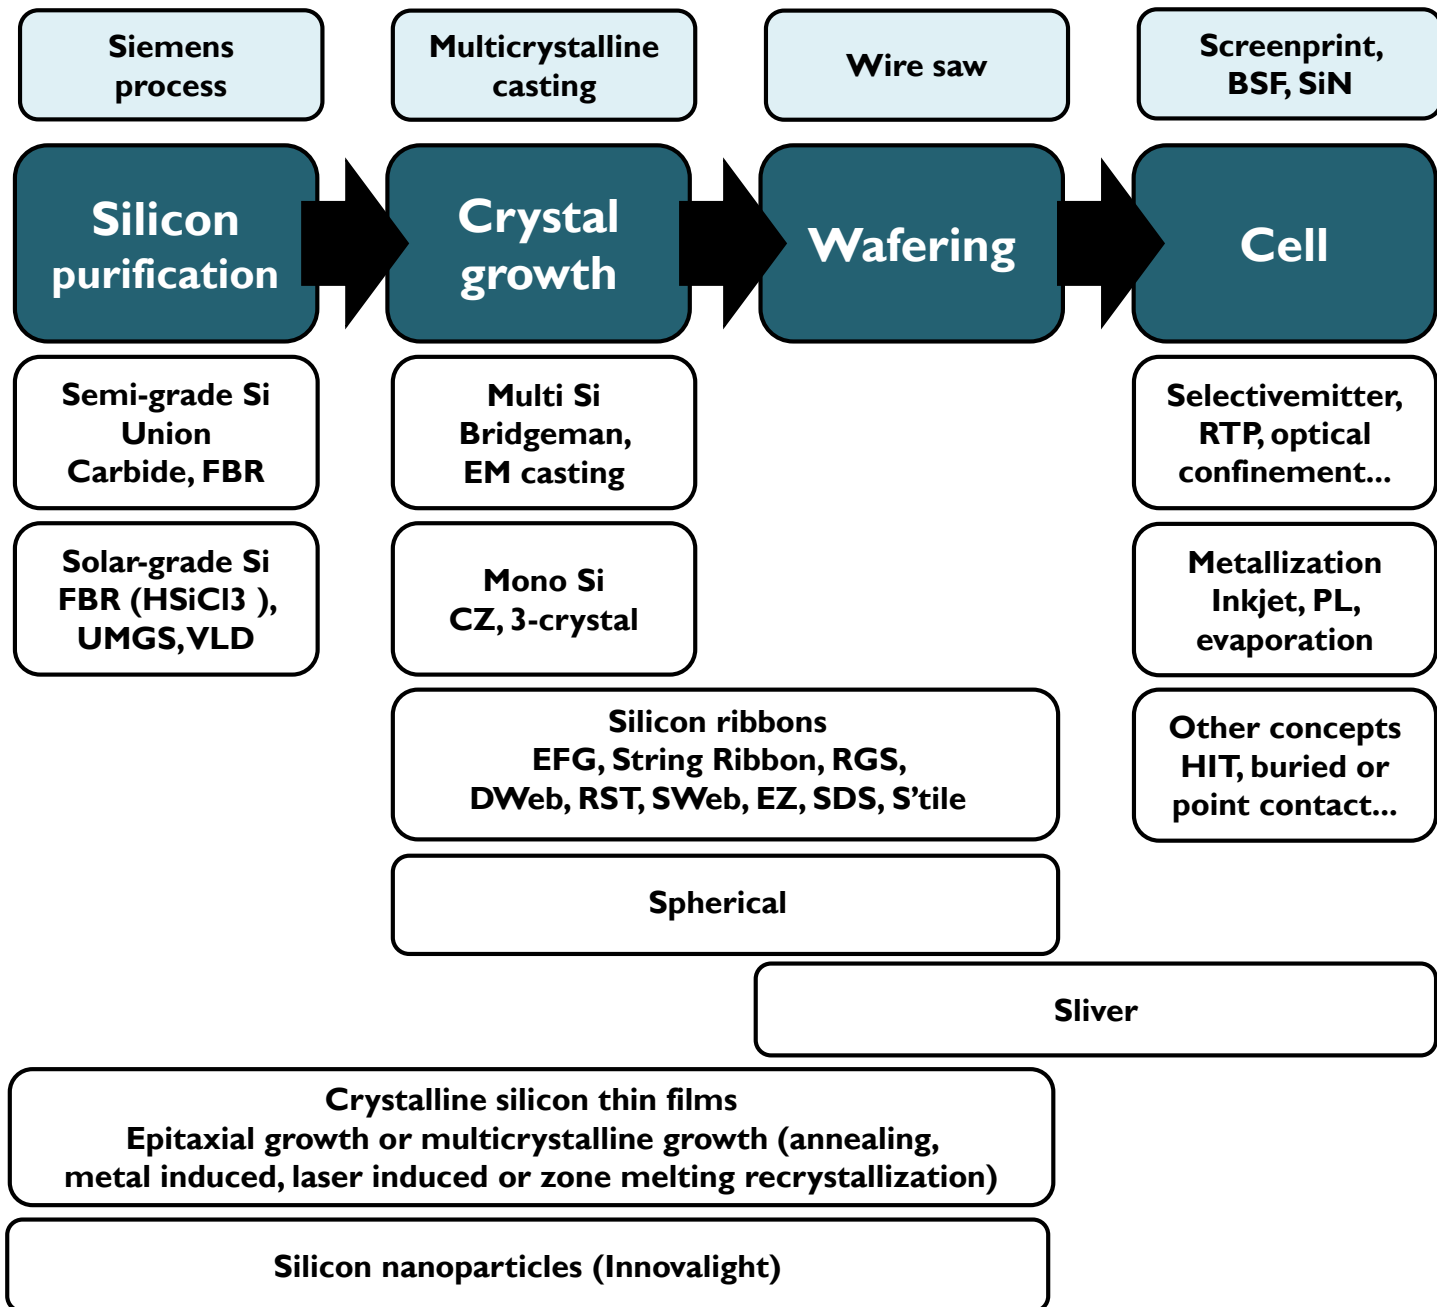 Siemens
process
Multicrystalline
casting
Wire saw
Screenprint,
BSF, SiN
Silicon
purification
Crystal
growth
Wafering
Cell
Semi-grade Si
Union
Carbide, FBR
Multi Si
Bridgeman,
EM casting
Selectivemitter,
RTP, optical
confinement...
Solar-grade Si
FBR (HSiCl3 ),
UMGS, VLD
Mono Si
CZ, 3-crystal
Metallization
Inkjet, PL,
evaporation
Silicon ribbons
EFG, String Ribbon, RGS,
DWeb, RST, SWeb, EZ, SDS, S’tile
Other concepts
HIT, buried or
point contact...
Spherical
Sliver
Crystalline silicon thin films
Epitaxial growth or multicrystalline growth (annealing,
metal induced, laser induced or zone melting recrystallization)
Silicon nanoparticles (Innovalight)